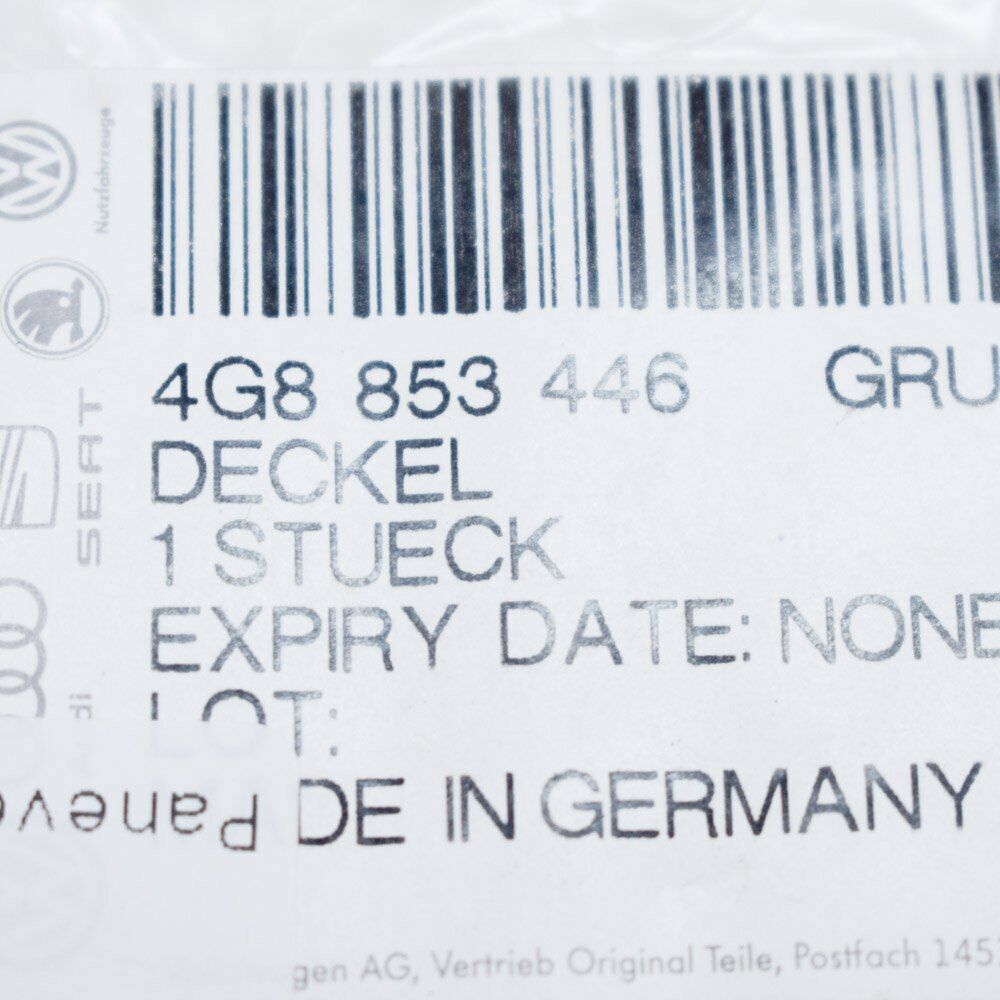 Nutzfahrzeuge
SEAT
4G8 853 446 GRU
DECKEL
1 STUECK
EXPIRY DATE: NONE
LOT:
DE IN GERMANY
Paneve
gen AG, Vertrieb Original Teile, Postfach 145